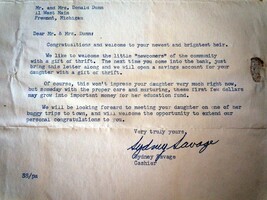 Mr. and Mrs. Donald Dunn
11 West Main
Fremont, Michigan
Dear Mr. & Mrs. Dunn:
Congratulations and welcome to your newest and brightest heir.
We like to welcome the little "newcomers" of the community
with a gift of thrift. The next time you come into the bank, just
bring this letter along and we will open a savings account for your
daughter with a gift of thrift.
Of course, this won't impress your daughter very much right now,
but someday with the proper care and nurturing, these first few dollars
may grow into important money for her education fund.
We will be looking forward to meeting your daughter on one of her
buggy trips to town, and will welcome the opportunity to extend our
personal congratulations to you.
Very truly yours,
Sydney Savage
Sydney Savage
Cashier
SS/pm